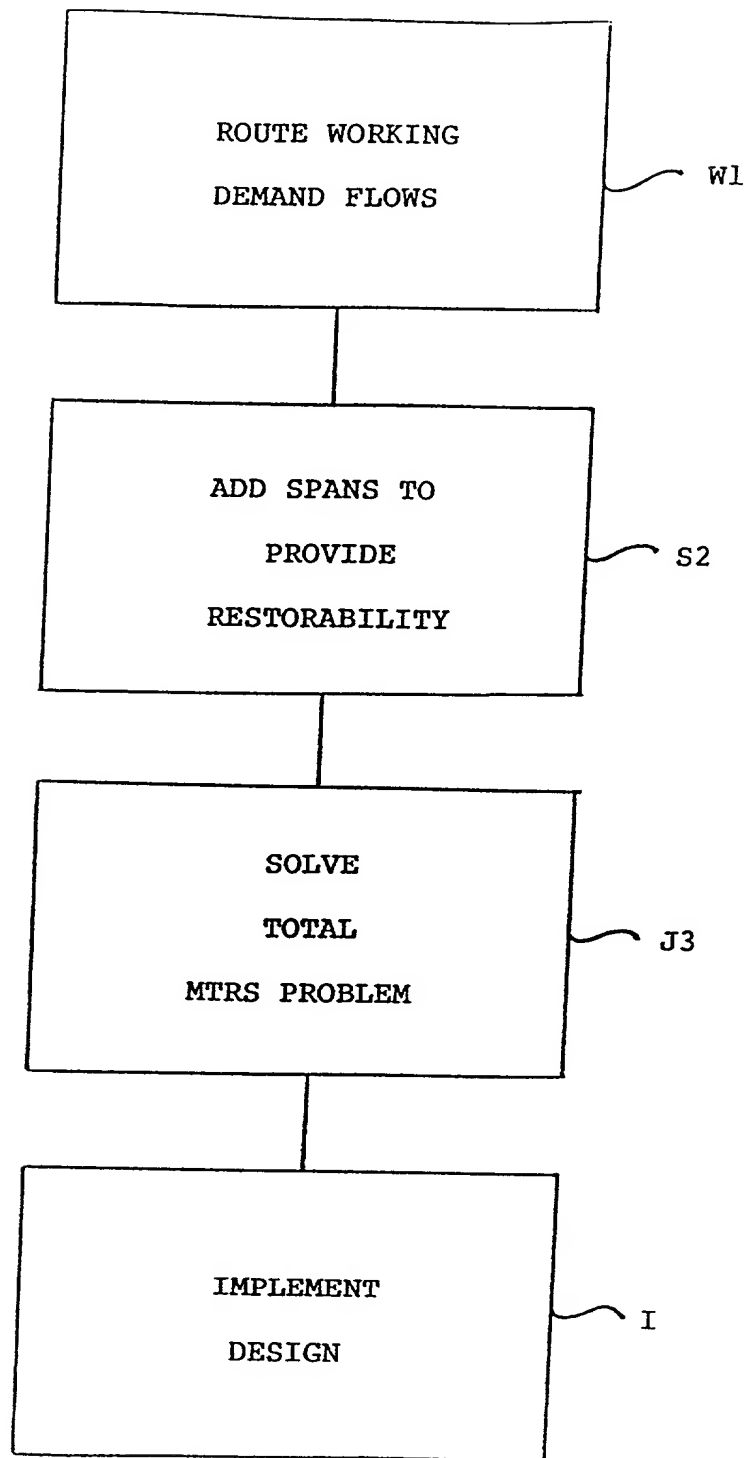 ROUTE WORKING
DEMAND FLOWS
W1
ADD SPANS TO
PROVIDE
RESTORABILITY
S2
SOLVE
TOTAL
MTRS PROBLEM
J3
IMPLEMENT
DESIGN
I